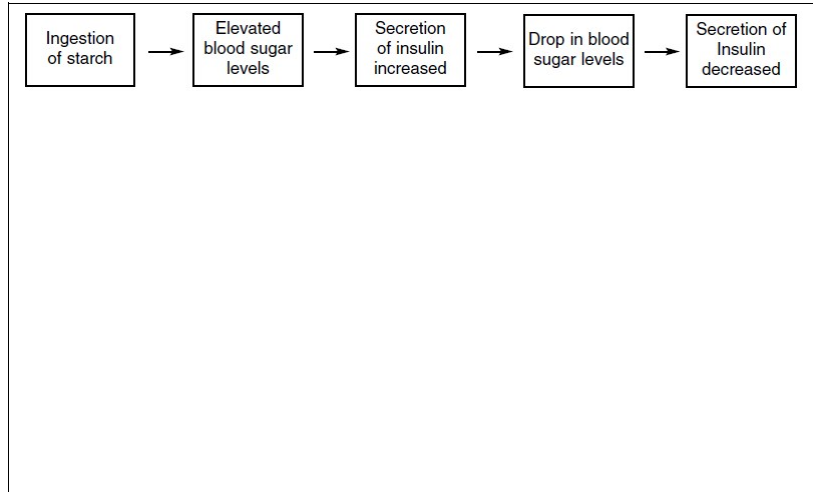 Ingestion
of starch
Elevated
blood sugar
levels
Secretion
of insulin
increased
Drop in blood
sugar levels
Secretion of
Insulin
decreased